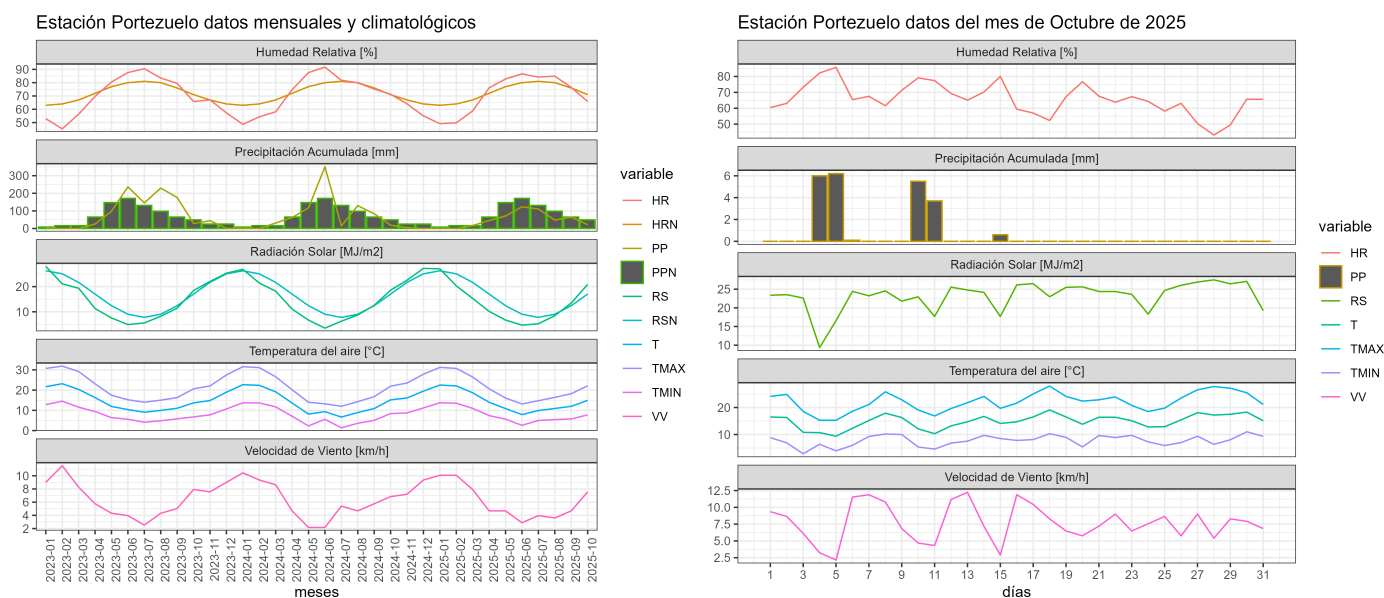 Estación Portezuelo datos mensuales y climatológicos
Humedad Relativa [%]
90
80
70
60
50
Precipitación Acumulada [mm]
300
200
100
0
Radiación Solar [MJ/m2]
20
10
Temperatura del aire [°C]
30
20
10
0
Velocidad de Viento [km/h]
10
8
6
4
2
2023-01
2023-02
2023-03
2023-04
2023-05
2023-06
2023-07
2023-08
2023-09
2023-10
2023-11
2023-12
2024-01
2024-02
2024-03
2024-04
2024-05
2024-06
2024-07
2024-08
2024-09
2024-10
2024-11
2024-12
2025-01
2025-02
2025-03
2025-04
2025-05
2025-06
2025-07
2025-08
2025-09
2025-10
meses
variable
HR
HRN
PP
PPN
RS
RSN
T
TMAX
TMIN
VV
Estación Portezuelo datos del mes de Octubre de 2025
Humedad Relativa [%]
80
70
60
50
Precipitación Acumulada [mm]
6
4
2
0
Radiación Solar [MJ/m2]
25
20
15
10
Temperatura del aire [°C]
20
10
Velocidad de Viento [km/h]
12.5
10.0
7.5
5.0
2.5
1 3 5 7 9 11 13 15 17 19 21 23 25 27 29 31
días
variable
HR
PP
RS
T
TMAX
TMIN
VV